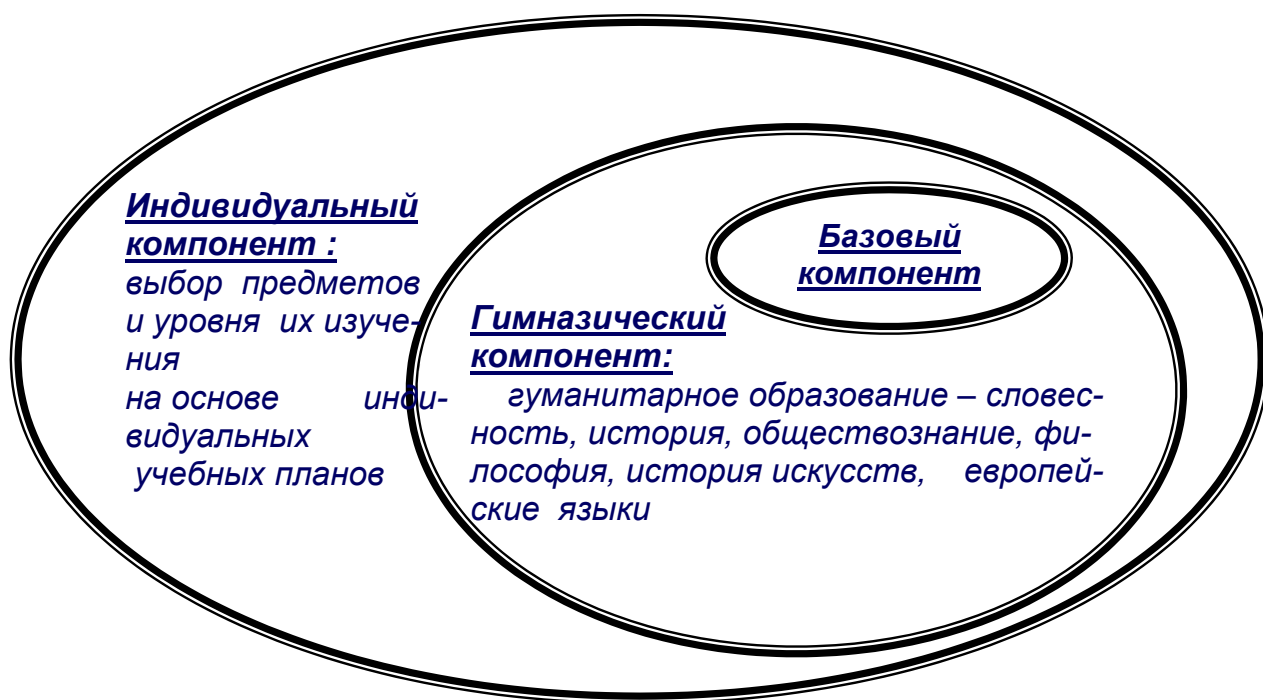 Индивидуальный
компонент :
выбор предметов
и уровня их изуче-
ния
на основе инди-
видуальных
учебных планов
Базовый
компонент
Гимназический
компонент:
гуманитарное образование – словес-
ность, история, обществознание, фи-
лософия, история искусств, европей-
ские языки